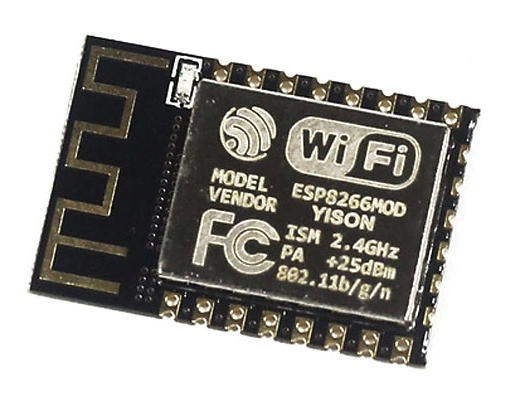 WiFi
MODEL ESP8266MOD
VENDOR YISON
FC ISM 2.4GHz
PA +25dBm
802.11b/g/n